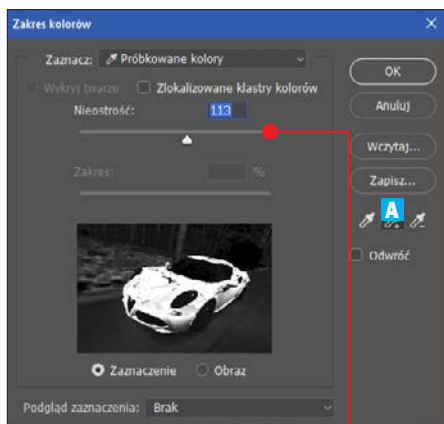 Zakres kolorów
Zaznacz: Próbkowane kolory
Wykryj twarze Zlokalizowane klastry kolorów
Nieostrość: 113
Zakres: %
OK
Anuluj
Wczytaj...
Zapisz...
A
Odwróć
Zaznaczenie Obraz
Podgląd zaznaczenia: Brak